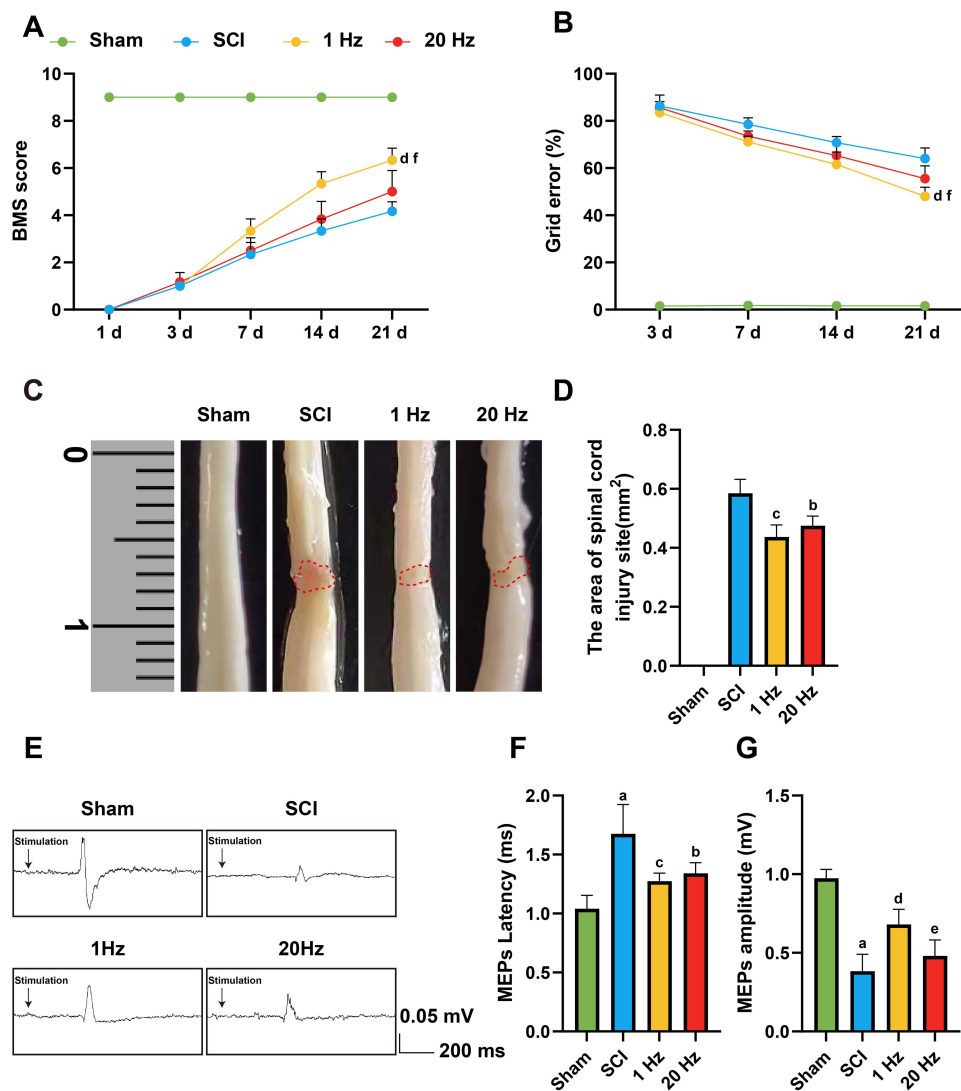 A
Sham
SCI
1 Hz
20 Hz
BMS score
10
8
6
4
2
0
1 d
3 d
7 d
14 d
21 d
d f
B
Grid error (%)
100
80
60
40
20
0
3 d
7 d
14 d
21 d
d f
C
Sham
SCI
1 Hz
20 Hz
0
1
D
The area of spinal cord
injury site(mm²)
0.8
0.6
0.4
0.2
0.0
c
b
Sham
SCI
1 Hz
20 Hz
E
Sham
Stimulation
SCI
Stimulation
1Hz
Stimulation
20Hz
Stimulation
0.05 mV
200 ms
F
MEPs Latency (ms)
2.0
1.5
1.0
0.5
0.0
a
c
b
Sham
SCI
1 Hz
20 Hz
G
MEPs amplitude (mV)
1.5
1.0
0.5
0.0
a
d
e
Sham
SCI
1 Hz
20 Hz